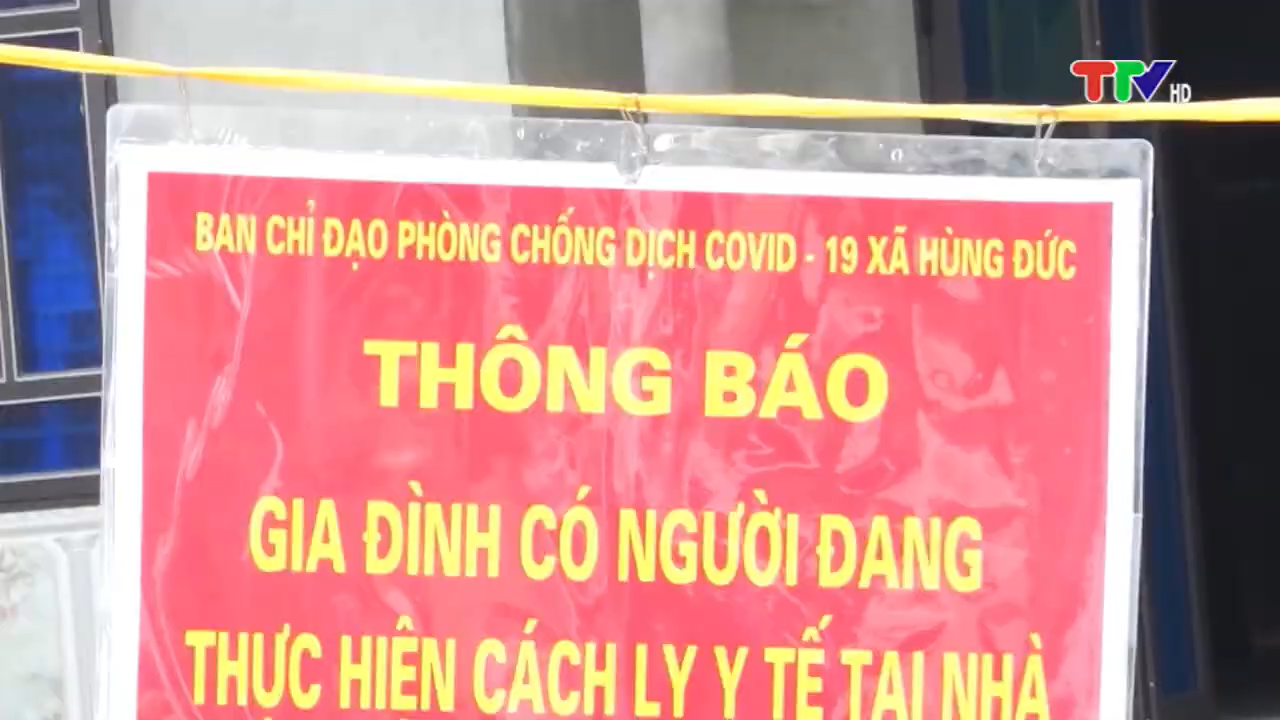 TTV HD
BAN CHỈ ĐẠO PHÒNG CHỐNG DỊCH COVID - 19 XÃ HÙNG ĐỨC
THÔNG BÁO
GIA ĐÌNH CÓ NGƯỜI ĐANG
THỰC HIỆN CÁCH LY Y TẾ TẠI NHÀ